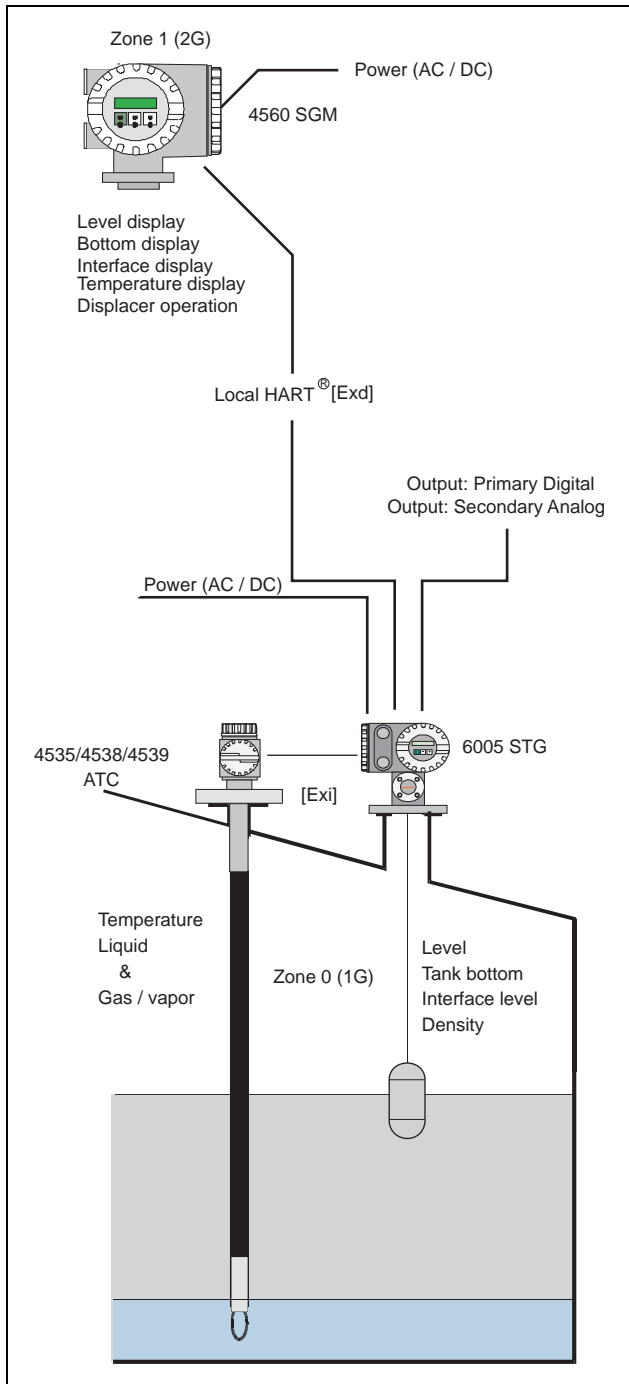 Zone 1 (2G)
Power (AC / DC)
4560 SGM
Level display
Bottom display
Interface display
Temperature display
Displacer operation
Local HART ® [Exd]
Output: Primary Digital
Output: Secondary Analog
Power (AC / DC)
4535/4538/4539
ATC
6005 STG
[Exi]
Temperature
Liquid
&
Gas / vapor
Zone 0 (1G)
Level
Tank bottom
Interface level
Density